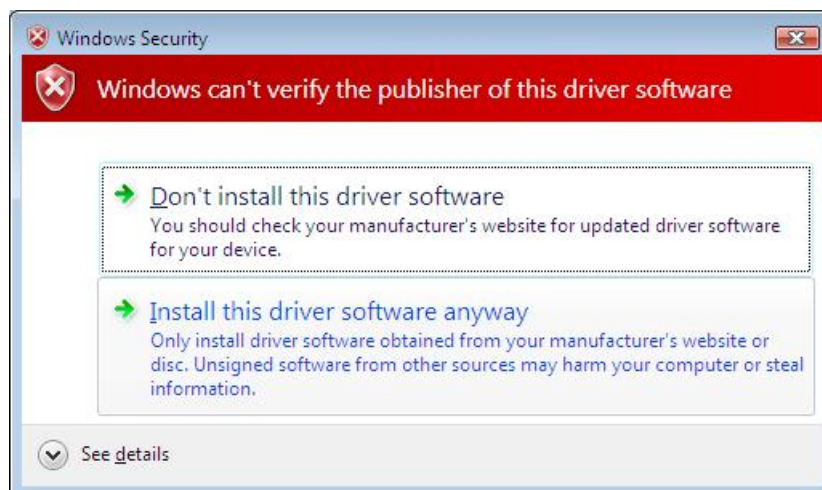 Windows Security
Windows can't verify the publisher of this driver software
Don't install this driver software
You should check your manufacturer's website for updated driver software
for your device.
Install this driver software anyway
Only install driver software obtained from your manufacturer's website or
disc. Unsigned software from other sources may harm your computer or steal
information.
See details